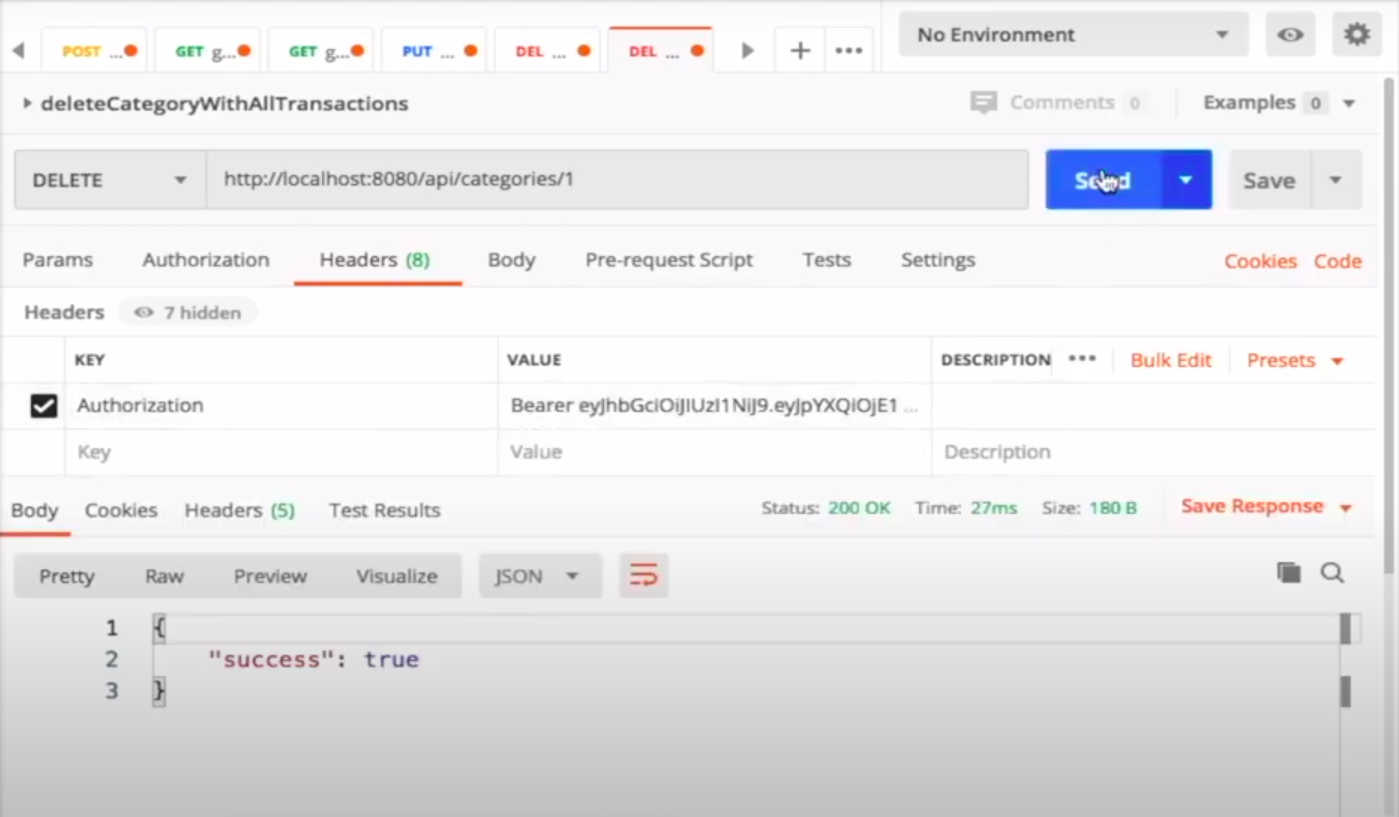 POST ... GET g... GET g... PUT ... DEL ... DEL ... No Environment
deleteCategoryWithAllTransactions Comments 0 Examples 0
DELETE http://localhost:8080/api/categories/1 Send Save
Params Authorization Headers (8) Body Pre-request Script Tests Settings Cookies Code
Headers 7 hidden
KEY VALUE DESCRIPTION ••• Bulk Edit Presets
Authorization Bearer eyJhbGciOiJIUzI1NiJ9.eyJpYXQiOjE1 ...
Key Value Description
Body Cookies Headers (5) Test Results Status: 200 OK Time: 27ms Size: 180 B Save Response
Pretty Raw Preview Visualize JSON
1 {
2 "success": true
3 }